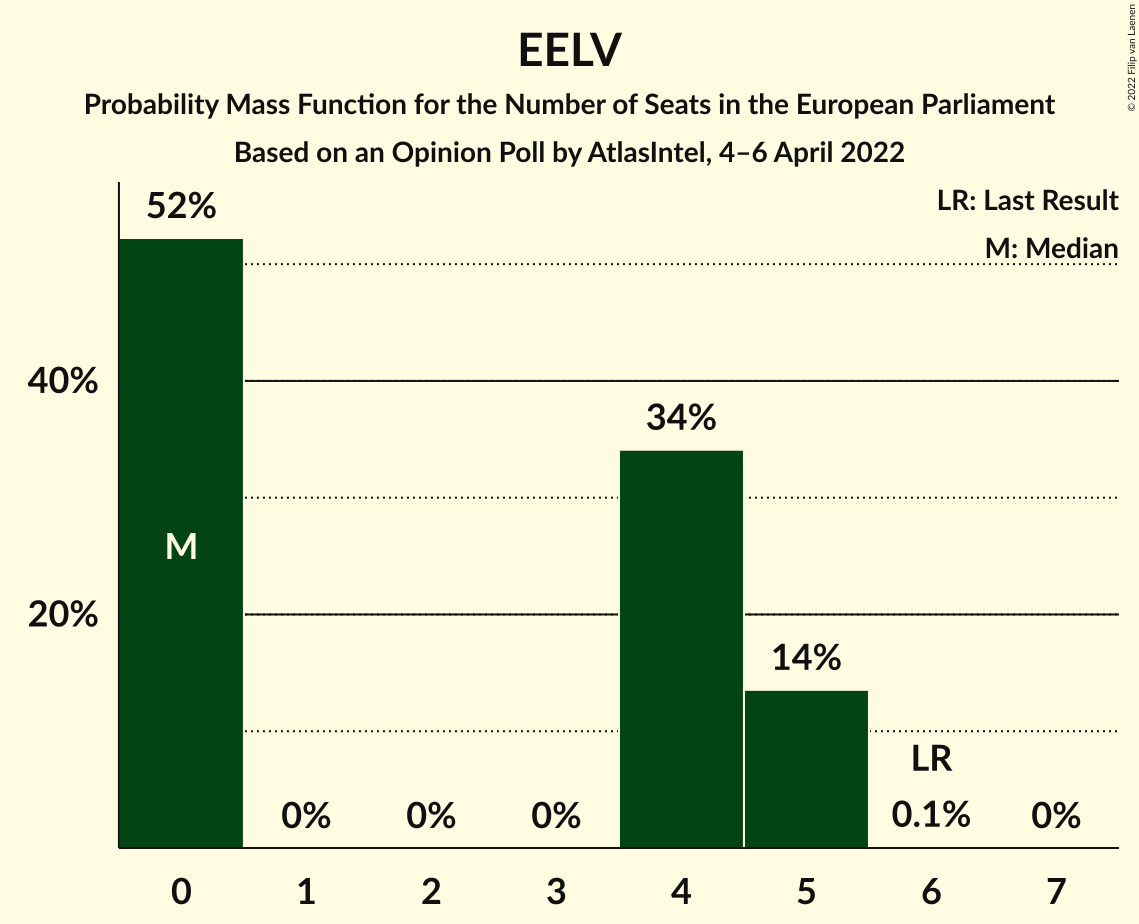 EELV
Probability Mass Function for the Number of Seats in the European Parliament
Based on an Opinion Poll by AtlasIntel, 4–6 April 2022
© 2022 Filip van Laenen
LR: Last Result
M: Median
52%
40%
34%
M
20%
14%
LR
0% 0% 0% 0.1% 0%
0 1 2 3 4 5 6 7